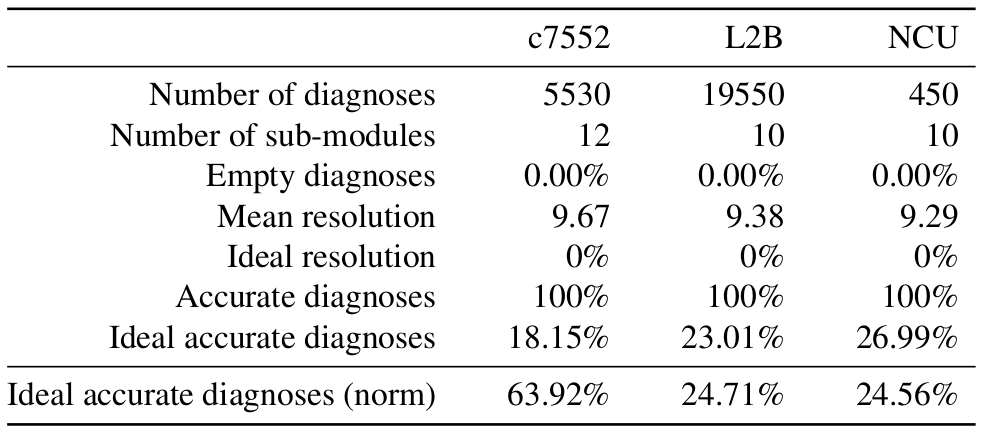 c7552 L2B NCU
Number of diagnoses 5530 19550 450
Number of sub-modules 12 10 10
Empty diagnoses 0.00% 0.00% 0.00%
Mean resolution 9.67 9.38 9.29
Ideal resolution 0% 0% 0%
Accurate diagnoses 100% 100% 100%
Ideal accurate diagnoses 18.15% 23.01% 26.99%
Ideal accurate diagnoses (norm) 63.92% 24.71% 24.56%